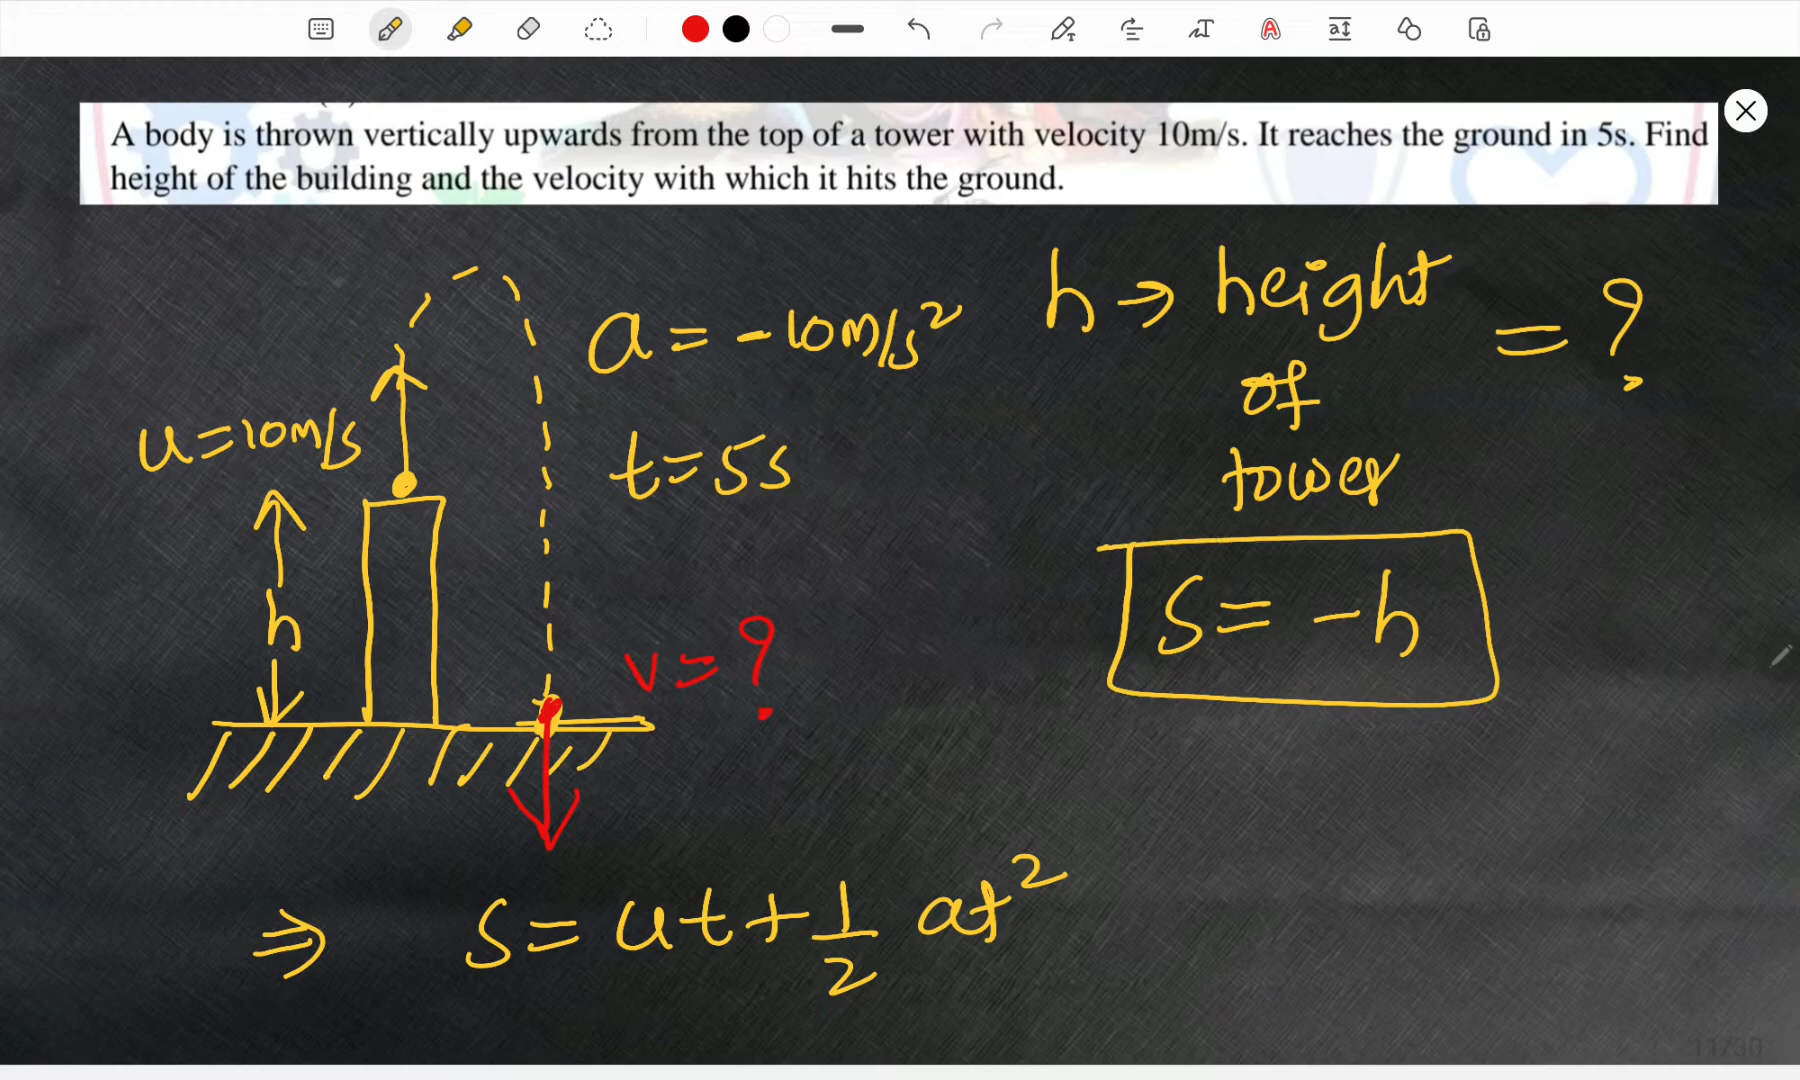 A body is thrown vertically upwards from the top of a tower with velocity 10m/s. It reaches the ground in 5s. Find
height of the building and the velocity with which it hits the ground.
a = -10m/s²
h → height of tower = ?
u=10m/s
t=5s
h
s = -h
v = ?
⇒ s = ut + 1/2 at²
11/30